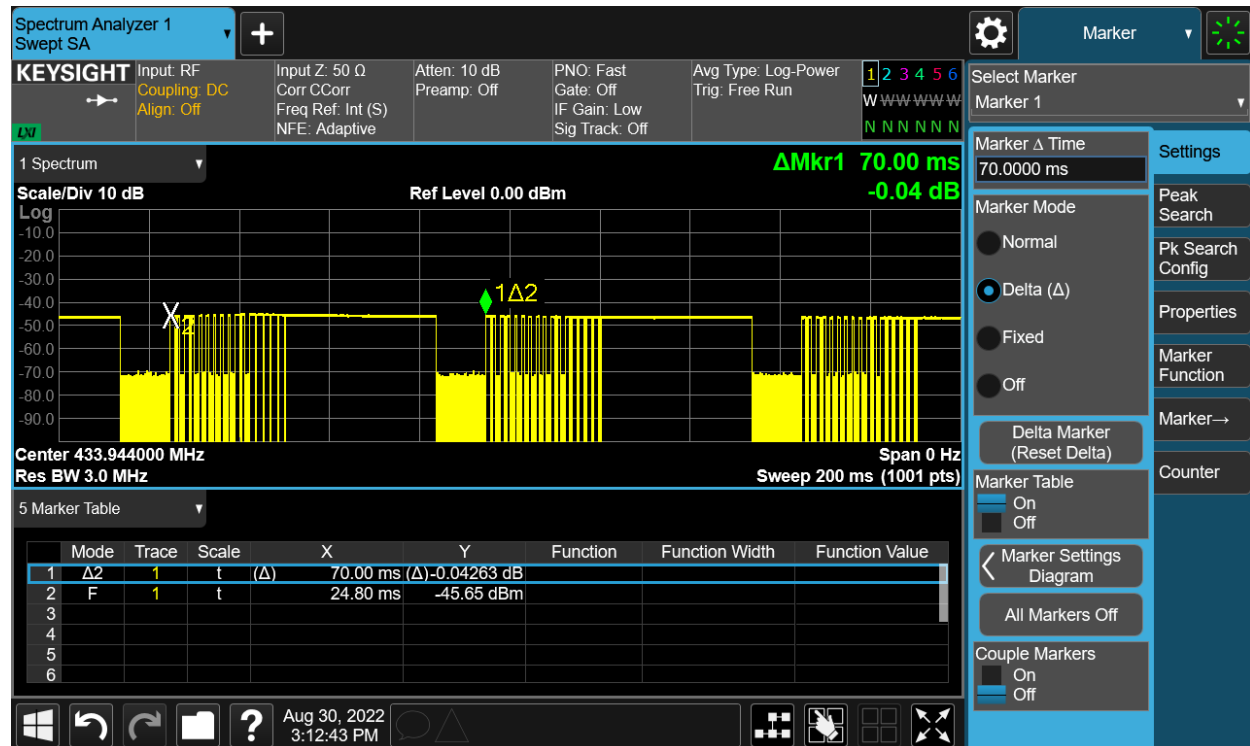 Spectrum Analyzer 1
Swept SA
+
Marker
KEYSIGHT
LXI
Input: RF
Coupling: DC
Align: Off
Input Z: 50 Ω
Corr CCorr
Freq Ref: Int (S)
NFE: Adaptive
Atten: 10 dB
Preamp: Off
PNO: Fast
Gate: Off
IF Gain: Low
Sig Track: Off
Avg Type: Log-Power
Trig: Free Run
1 2 3 4 5 6
W W W W W W
N N N N N N
1 Spectrum
ΔMkr1 70.00 ms
-0.04 dB
Scale/Div 10 dB
Ref Level 0.00 dBm
Log
-10.0
-20.0
-30.0
-40.0
-50.0
-60.0
-70.0
-80.0
-90.0
X2
1Δ2
Center 433.944000 MHz
Span 0 Hz
Res BW 3.0 MHz
Sweep 200 ms (1001 pts)
5 Marker Table
Mode Trace Scale X Y Function Function Width Function Value
1 Δ2 1 t (Δ) 70.00 ms (Δ) -0.04263 dB
2 F 1 t 24.80 ms -45.65 dBm
3
4
5
6
Select Marker
Marker 1
Marker Δ Time
70.0000 ms
Marker Mode
Normal
Delta (Δ)
Fixed
Off
Delta Marker
(Reset Delta)
Marker Table
On
Off
Marker Settings
Diagram
All Markers Off
Couple Markers
On
Off
Settings
Peak
Search
Pk Search
Config
Properties
Marker
Function
Marker→
Counter
?
Aug 30, 2022
3:12:43 PM